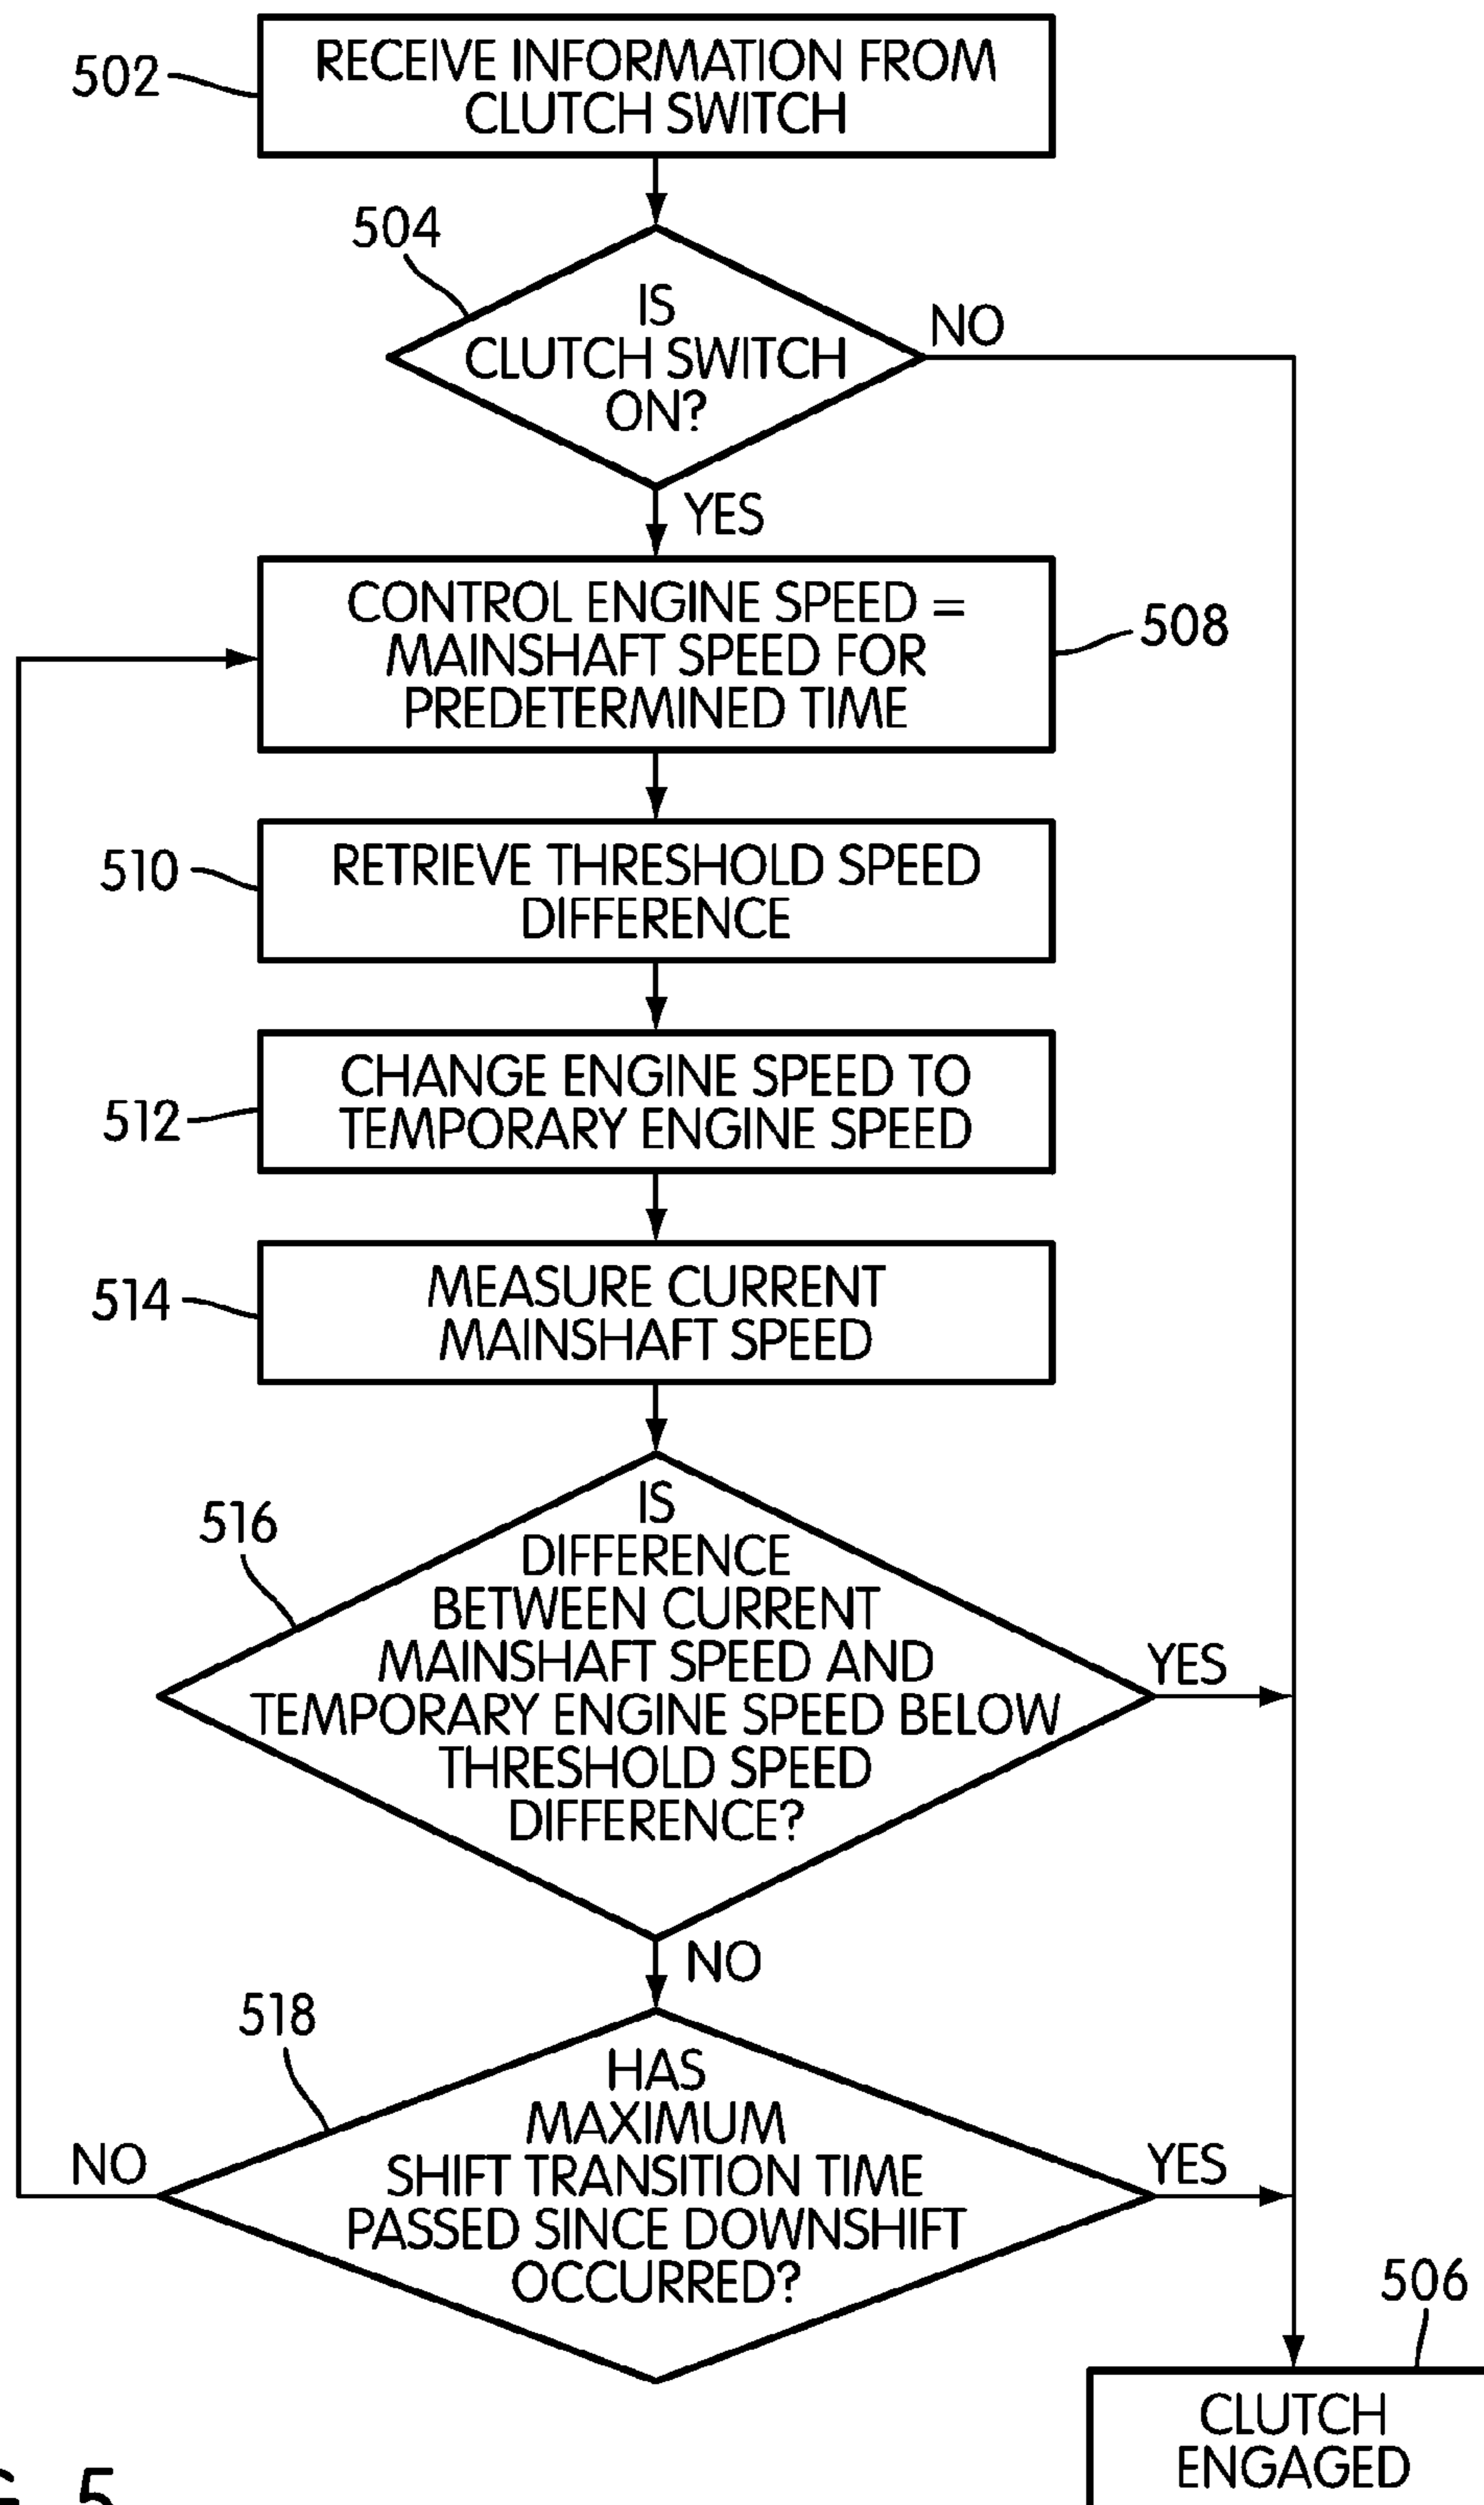 502
RECEIVE INFORMATION FROM
CLUTCH SWITCH
504
IS
CLUTCH SWITCH
ON?
NO
YES
CONTROL ENGINE SPEED =
MAINSHAFT SPEED FOR
PREDETERMINED TIME
508
510
RETRIEVE THRESHOLD SPEED
DIFFERENCE
512
CHANGE ENGINE SPEED TO
TEMPORARY ENGINE SPEED
514
MEASURE CURRENT
MAINSHAFT SPEED
516
IS
DIFFERENCE
BETWEEN CURRENT
MAINSHAFT SPEED AND
TEMPORARY ENGINE SPEED BELOW
THRESHOLD SPEED
DIFFERENCE?
YES
NO
518
HAS
MAXIMUM
SHIFT TRANSITION TIME
PASSED SINCE DOWNSHIFT
OCCURRED?
NO
YES
506
CLUTCH
ENGAGED
5